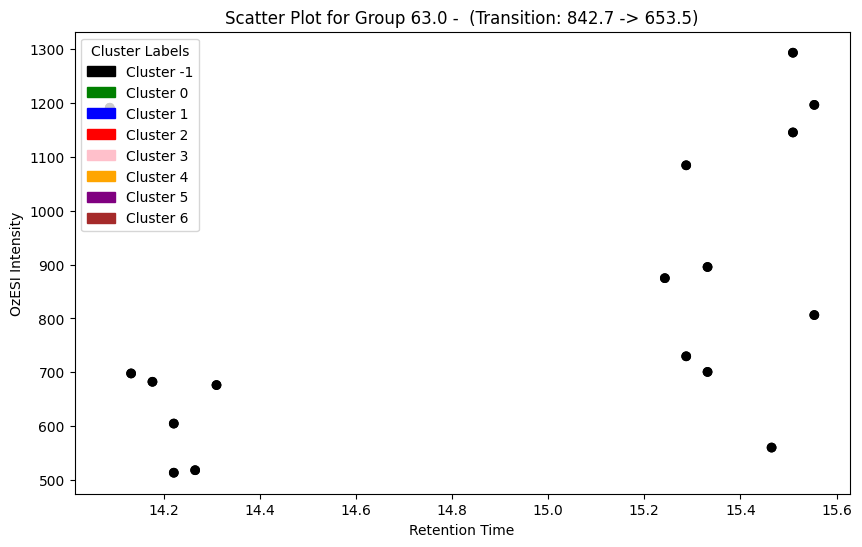 Scatter Plot for Group 63.0 -  (Transition: 842.7 -> 653.5)
Cluster Labels
Cluster -1
Cluster 0
Cluster 1
Cluster 2
Cluster 3
Cluster 4
Cluster 5
Cluster 6
1300
1200
1100
1000
900
800
700
600
500
OzESI Intensity
14.2 14.4 14.6 14.8 15.0 15.2 15.4 15.6
Retention Time